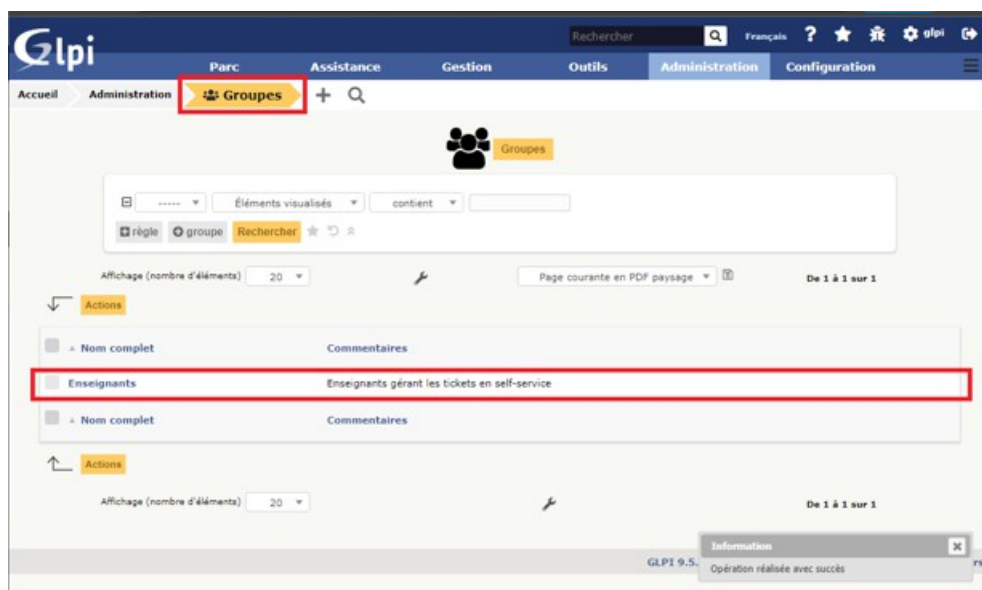 Glpi
Rechercher Français ? glpi
Parc Assistance Gestion Outils Administration Configuration
Accueil Administration Groupes
Groupes
----- Éléments visualisés contient
règle groupe Rechercher
Affichage (nombre d'éléments) 20 Page courante en PDF paysage De 1 à 1 sur 1
Actions
Nom complet Commentaires
Enseignants Enseignants gérant les tickets en self-service
Nom complet Commentaires
Actions
Affichage (nombre d'éléments) 20 De 1 à 1 sur 1
Information
GLPI 9.5.
Opération réalisée avec succès